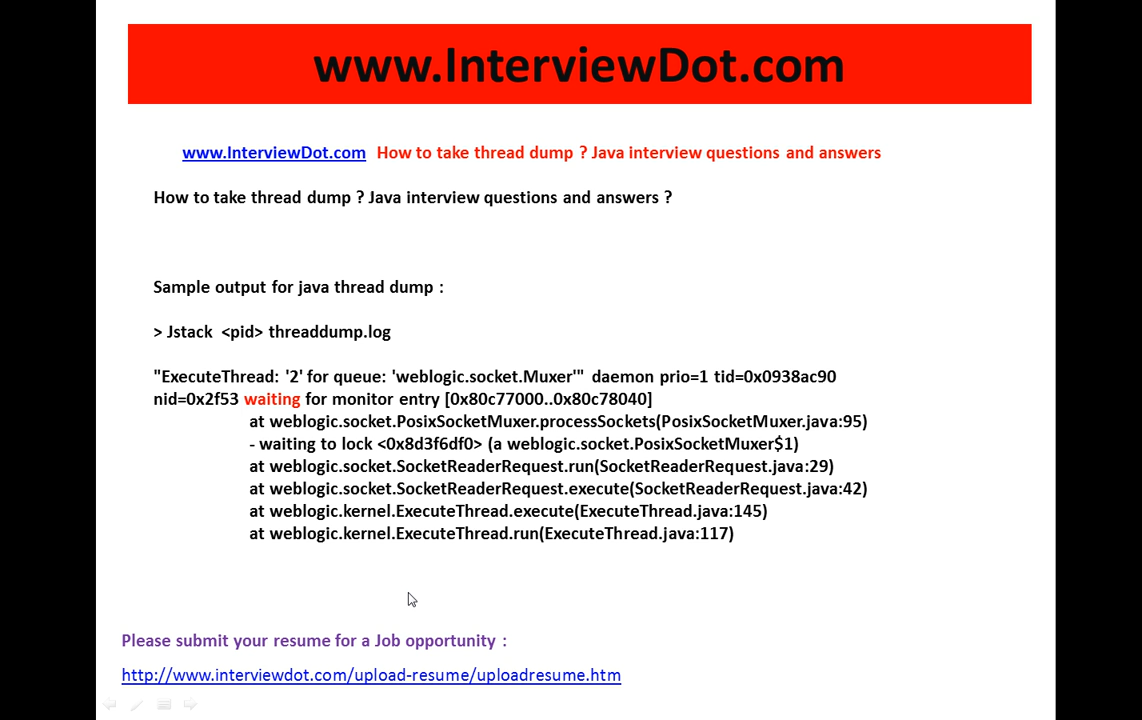 www.InterviewDot.com
www.InterviewDot.com How to take thread dump ? Java interview questions and answers
How to take thread dump ? Java interview questions and answers ?
Sample output for java thread dump :
> Jstack <pid> threaddump.log
"ExecuteThread: '2' for queue: 'weblogic.socket.Muxer'" daemon prio=1 tid=0x0938ac90
nid=0x2f53 waiting for monitor entry [0x80c77000..0x80c78040]
at weblogic.socket.PosixSocketMuxer.processSockets(PosixSocketMuxer.java:95)
- waiting to lock <0x8d3f6df0> (a weblogic.socket.PosixSocketMuxer$1)
at weblogic.socket.SocketReaderRequest.run(SocketReaderRequest.java:29)
at weblogic.socket.SocketReaderRequest.execute(SocketReaderRequest.java:42)
at weblogic.kernel.ExecuteThread.execute(ExecuteThread.java:145)
at weblogic.kernel.ExecuteThread.run(ExecuteThread.java:117)
Please submit your resume for a Job opportunity :
http://www.interviewdot.com/upload-resume/uploadresume.htm